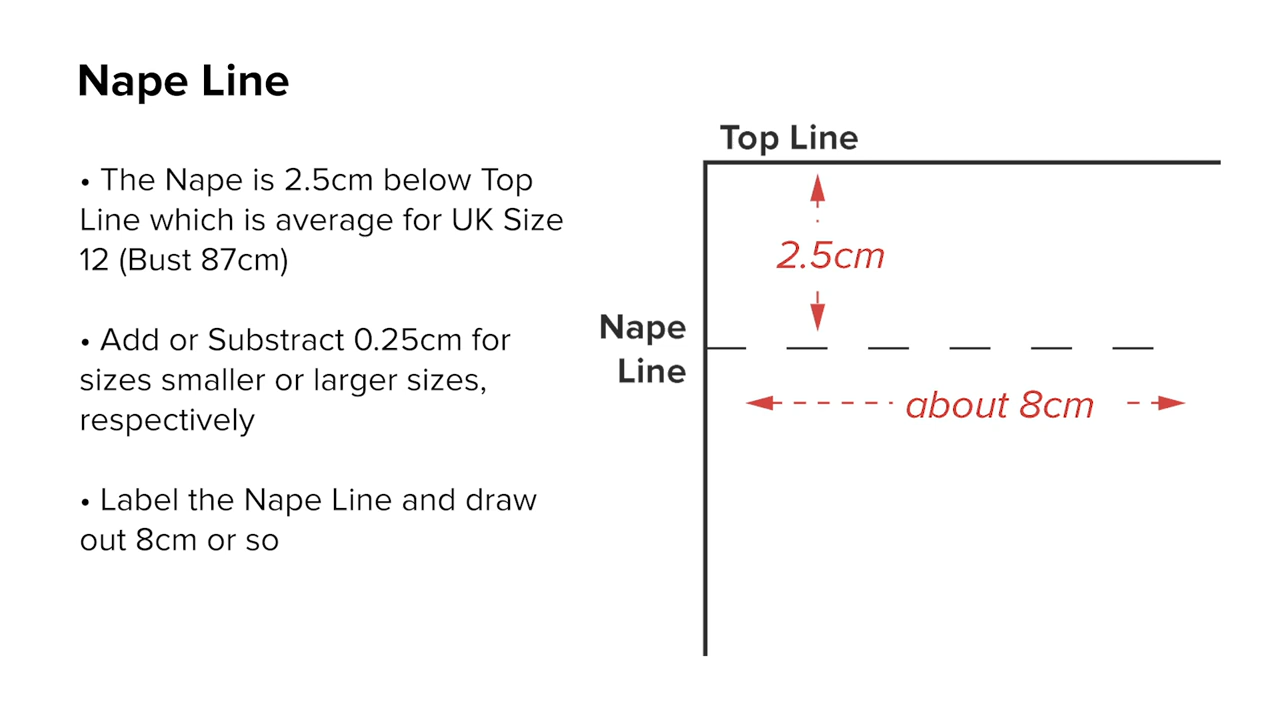 Nape Line
• The Nape is 2.5cm below Top
Line which is average for UK Size
12 (Bust 87cm)
• Add or Substract 0.25cm for
sizes smaller or larger sizes,
respectively
• Label the Nape Line and draw
out 8cm or so
Top Line
2.5cm
Nape
Line
about 8cm